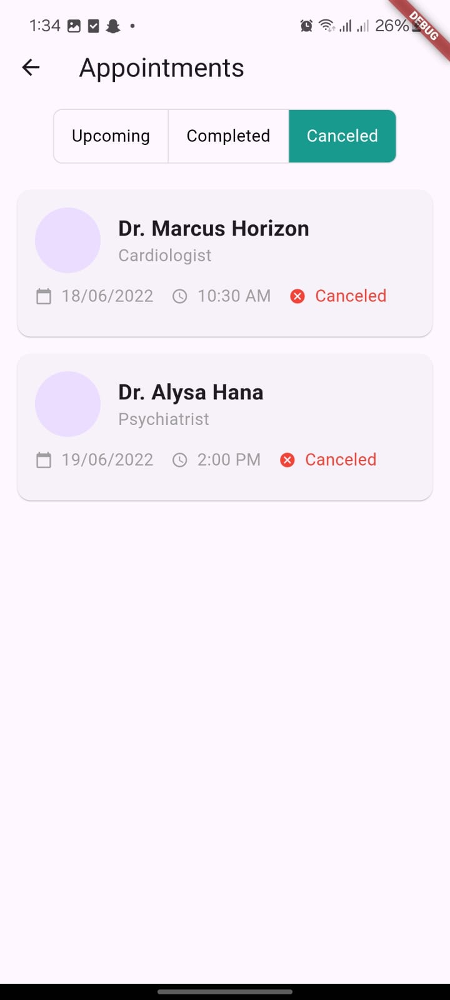 1:34
26%
DEBUG
Appointments
Upcoming Completed Canceled
Dr. Marcus Horizon
Cardiologist
18/06/2022 10:30 AM Canceled
Dr. Alysa Hana
Psychiatrist
19/06/2022 2:00 PM Canceled